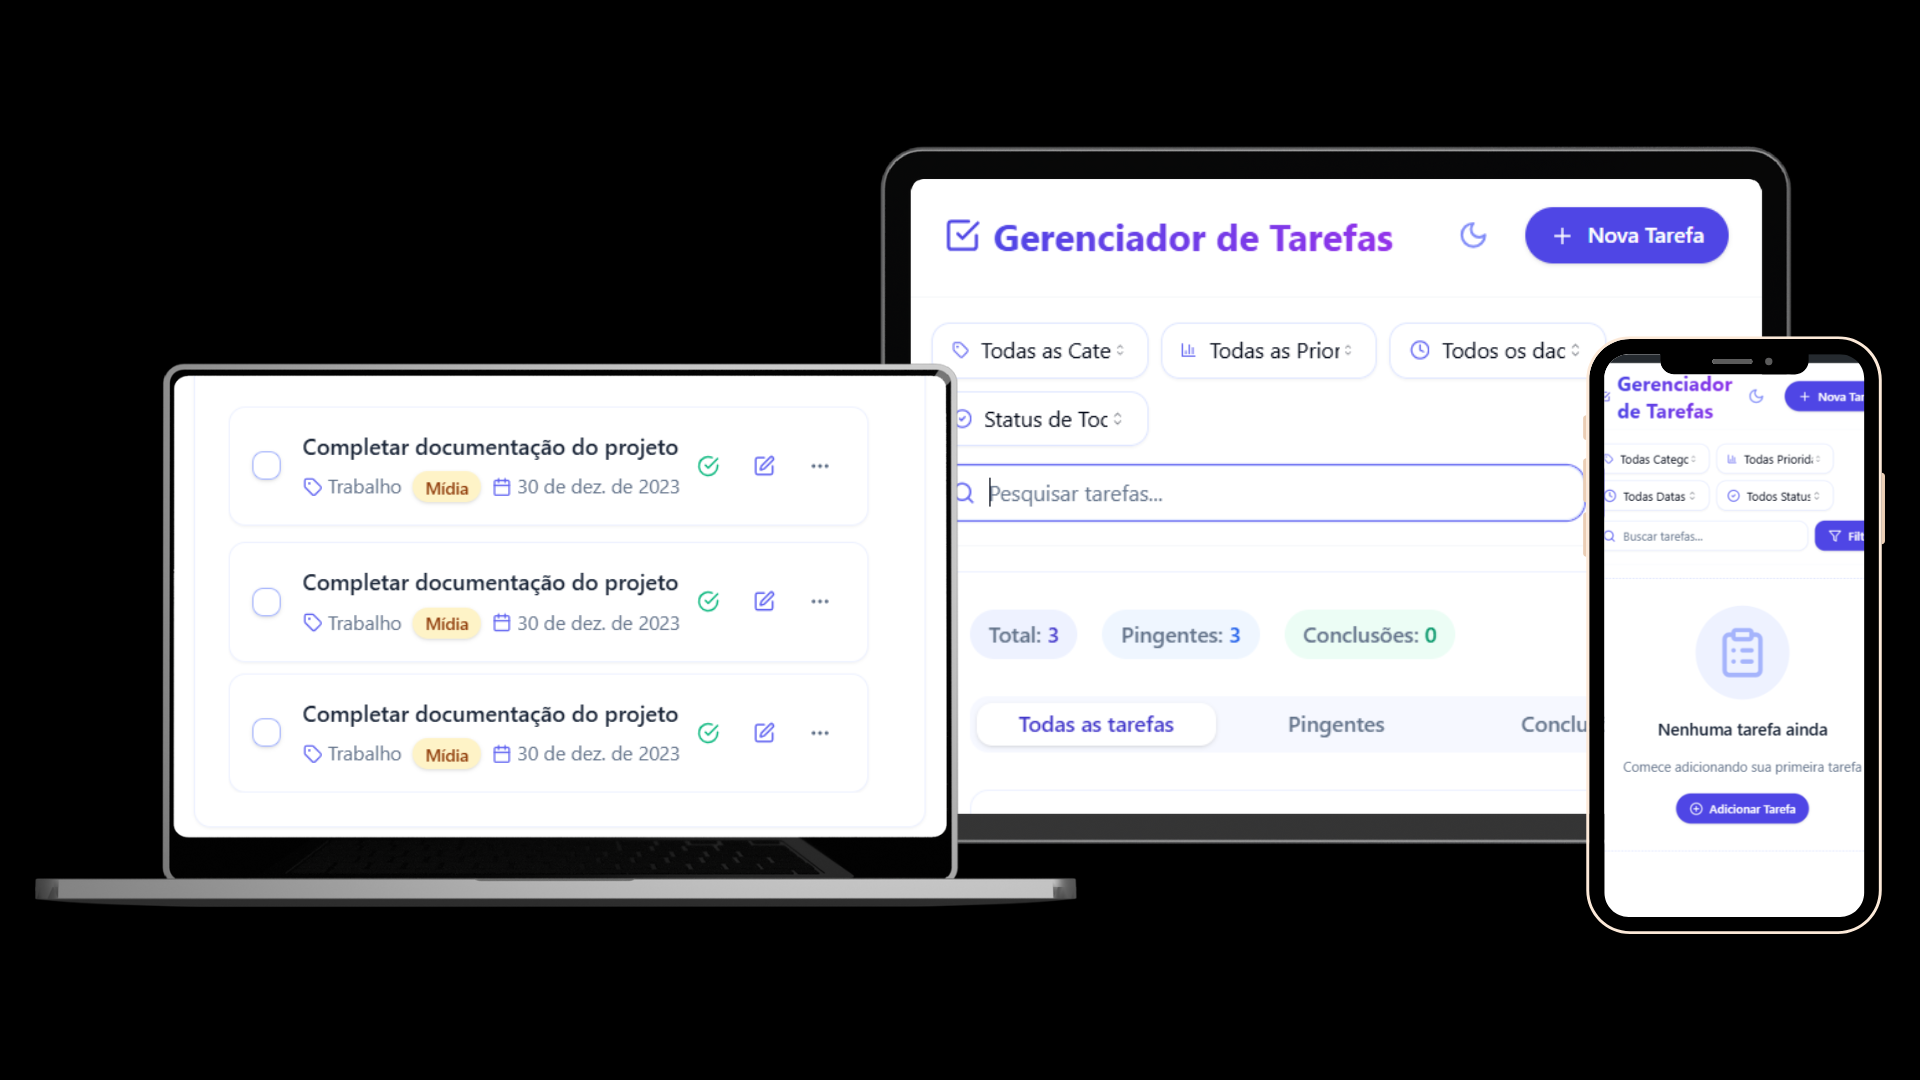 Gerenciador de Tarefas
Nova Tarefa
Todas as Cate
Todas as Prior
Todos os dac
Status de Toc
Pesquisar tarefas...
Total: 3
Pingentes: 3
Conclusões: 0
Todas as tarefas
Pingentes
Conclu
Completar documentação do projeto
Trabalho
Mídia
30 de dez. de 2023
Completar documentação do projeto
Trabalho
Mídia
30 de dez. de 2023
Completar documentação do projeto
Trabalho
Mídia
30 de dez. de 2023
Gerenciador
de Tarefas
Nova Tar
Todas Categc
Todas Priorid
Todas Datas
Todos Status
Buscar tarefas...
Filt
Nenhuma tarefa ainda
Comece adicionando sua primeira tarefa
Adicionar Tarefa